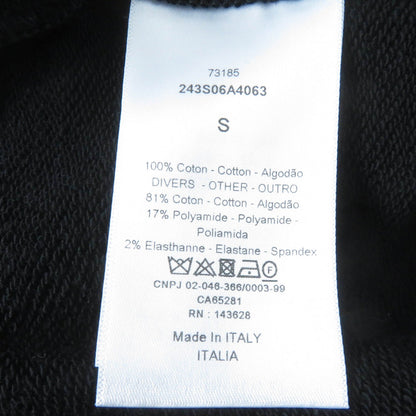 73185
243S06A4063
S
100% Coton - Cotton - Algodão
DIVERS - OTHER - OUTRO
81% Coton - Cotton - Algodão
17% Polyamide - Polyamide -
Poliamida
2% Elasthanne - Elastane - Spandex
CNPJ 02-046-366/0003-99
CA65281
RN : 143628
Made In ITALY
ITALIA